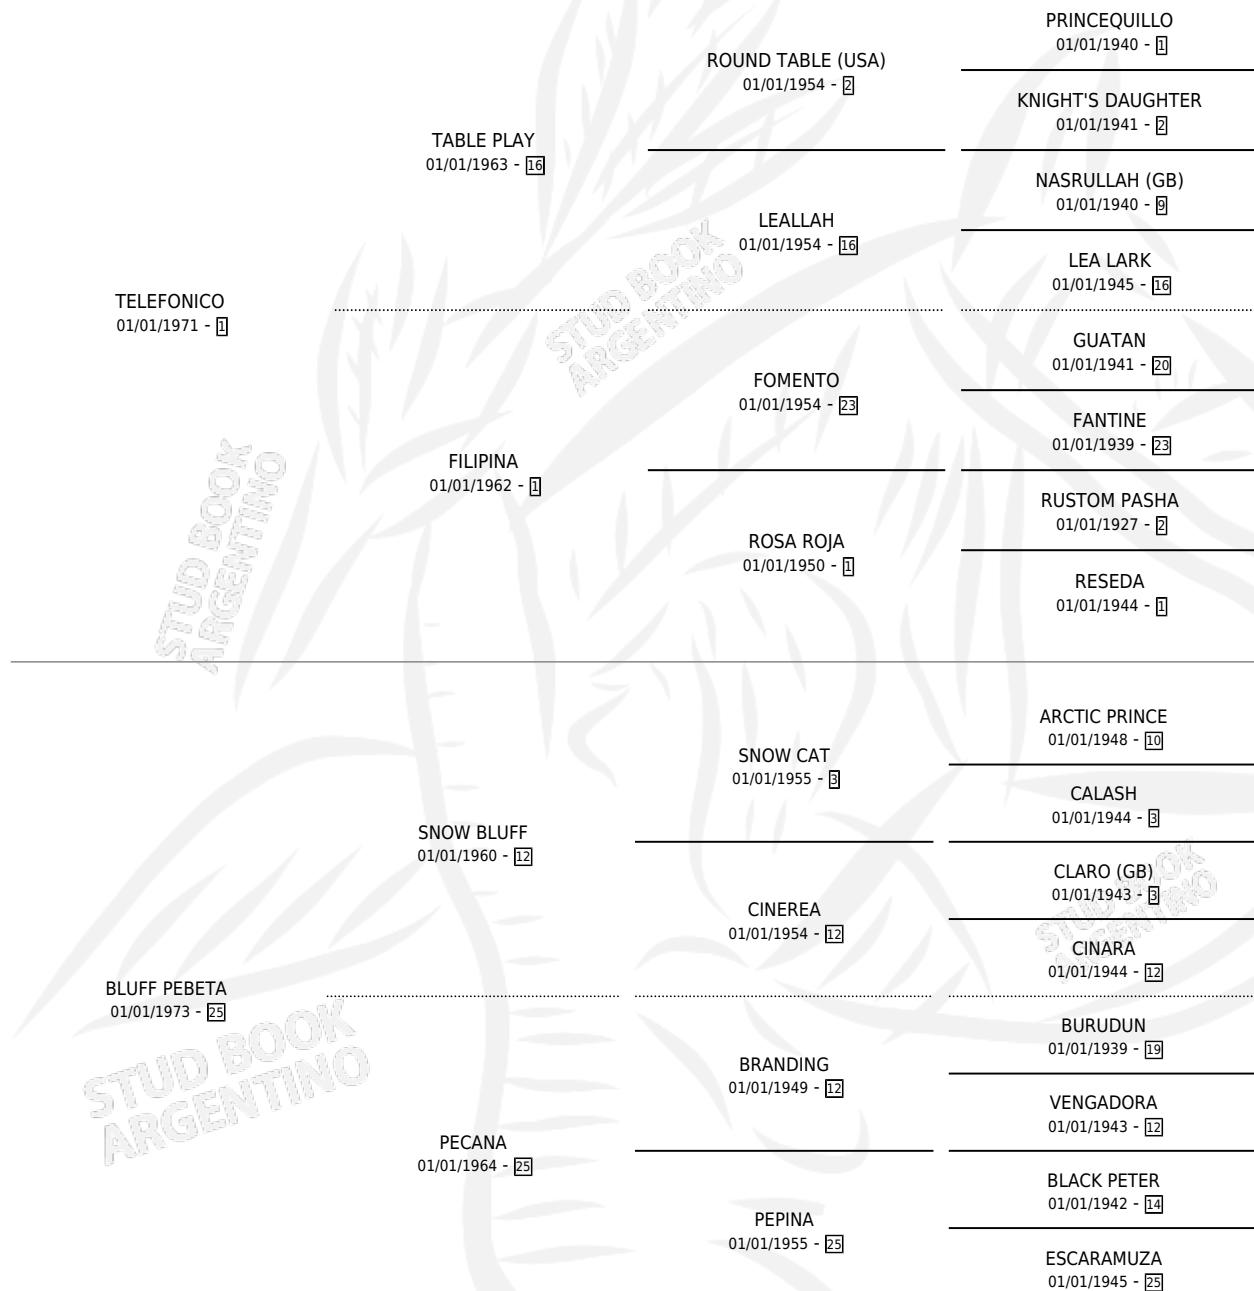 PRINCEQUILLO
01/01/1940 - 1
ROUND TABLE (USA)
01/01/1954 - 2
KNIGHT'S DAUGHTER
01/01/1941 - 2
TABLE PLAY
01/01/1963 - 16
NASRULLAH (GB)
01/01/1940 - 9
LEALLAH
01/01/1954 - 16
LEA LARK
01/01/1945 - 16
TELEFONICO
01/01/1971 - 1
GUATAN
01/01/1941 - 20
FOMENTO
01/01/1954 - 23
FANTINE
01/01/1939 - 23
FILIPINA
01/01/1962 - 1
RUSTOM PASHA
01/01/1927 - 2
ROSA ROJA
01/01/1950 - 1
RESEDA
01/01/1944 - 1
ARCTIC PRINCE
01/01/1948 - 10
SNOW CAT
01/01/1955 - 3
CALASH
01/01/1944 - 3
SNOW BLUFF
01/01/1960 - 12
CLARO (GB)
01/01/1943 - 3
CINEREA
01/01/1954 - 12
CINARA
01/01/1944 - 12
BLUFF PEBETA
01/01/1973 - 25
BURUDUN
01/01/1939 - 19
BRANDING
01/01/1949 - 12
VENGADORA
01/01/1943 - 12
PECANA
01/01/1964 - 25
BLACK PETER
01/01/1942 - 14
PEPINA
01/01/1955 - 25
ESCARAMUZA
01/01/1945 - 25
STUD BOOK
ARGENTINO
STUD BOOK
ARGENTINO
STUD BOOK
ARGENTINO
STUD BOOK
ARGENTINO